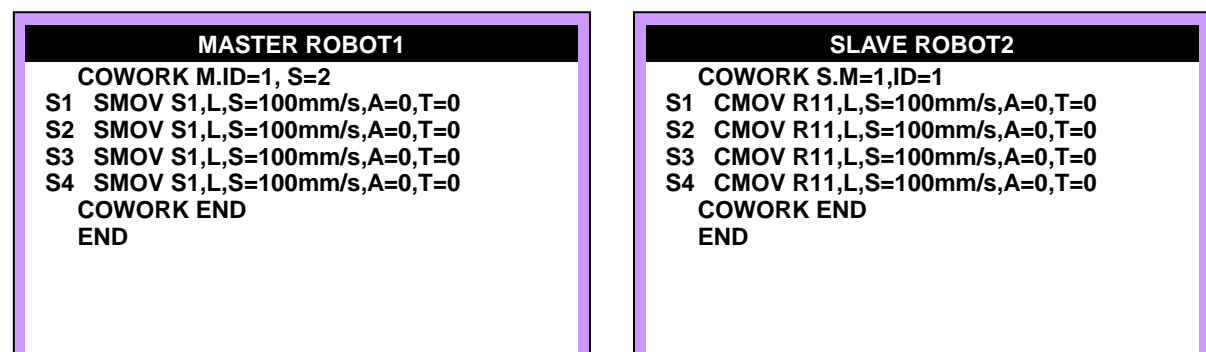 MASTER ROBOT1
COWORK M.ID=1, S=2
S1 SMOV S1,L,S=100mm/s,A=0,T=0
S2 SMOV S1,L,S=100mm/s,A=0,T=0
S3 SMOV S1,L,S=100mm/s,A=0,T=0
S4 SMOV S1,L,S=100mm/s,A=0,T=0
COWORK END
END
SLAVE ROBOT2
COWORK S.M=1,ID=1
S1 CMOV R11,L,S=100mm/s,A=0,T=0
S2 CMOV R11,L,S=100mm/s,A=0,T=0
S3 CMOV R11,L,S=100mm/s,A=0,T=0
S4 CMOV R11,L,S=100mm/s,A=0,T=0
COWORK END
END